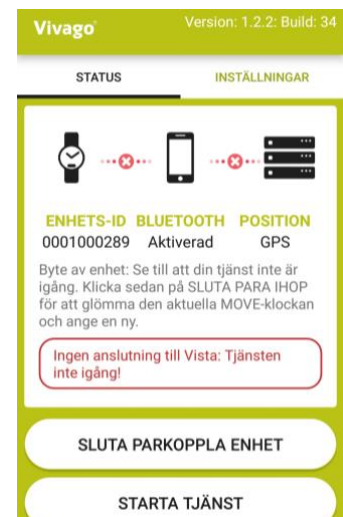 Vivago
Version: 1.2.2: Build: 34
STATUS
INSTÄLLNINGAR
ENHETS-ID BLUETOOTH POSITION
0001000289 Aktiverad GPS
Byte av enhet: Se till att din tjänst inte är
igång. Klicka sedan på SLUTA PARA IHOP
för att glömma den aktuella MOVE-klockan
och ange en ny.
Ingen anslutning till Vista: Tjänsten
inte igång!
SLUTA PARKOPPLA ENHET
STARTA TJÄNST